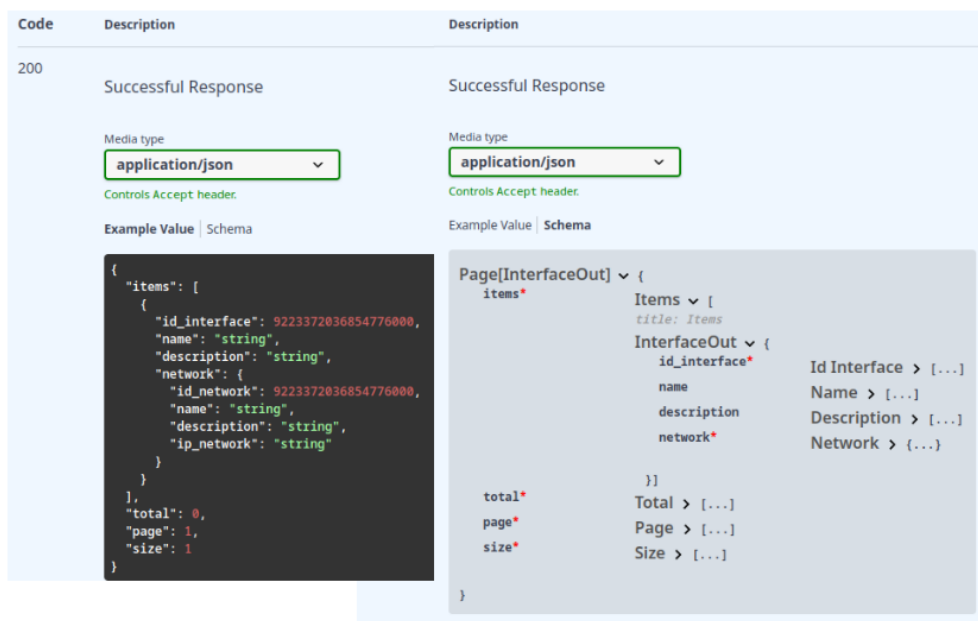 Code Description
200
Successful Response
Media type
application/json
Controls Accept header.
Example Value Schema
{
"items": [
{
"id_interface": 9223372036854776000,
"name": "string",
"description": "string",
"network": {
"id_network": 9223372036854776000,
"name": "string",
"description": "string",
"ip_network": "string"
}
}
],
"total": 0,
"page": 1,
"size": 1
}
Description
Successful Response
Media type
application/json
Controls Accept header.
Example Value Schema
Page[InterfaceOut] {
items* Items [
title: Items
InterfaceOut {
id_interface* Id Interface > [...]
name Name > [...]
description Description > [...]
network* Network > {...}
}]
total* Total > [...]
page* Page > [...]
size* Size > [...]
}